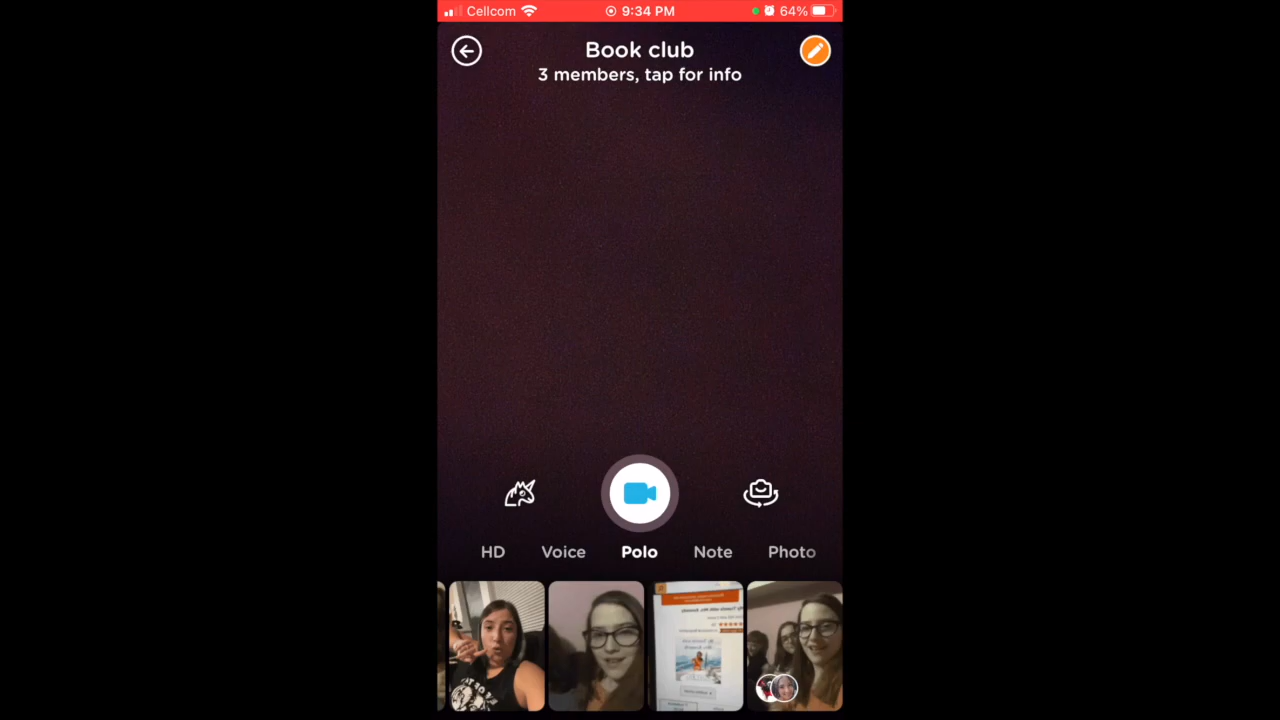 Cellcom 9:34 PM 64%
Book club
3 members, tap for info
HD Voice Polo Note Photo